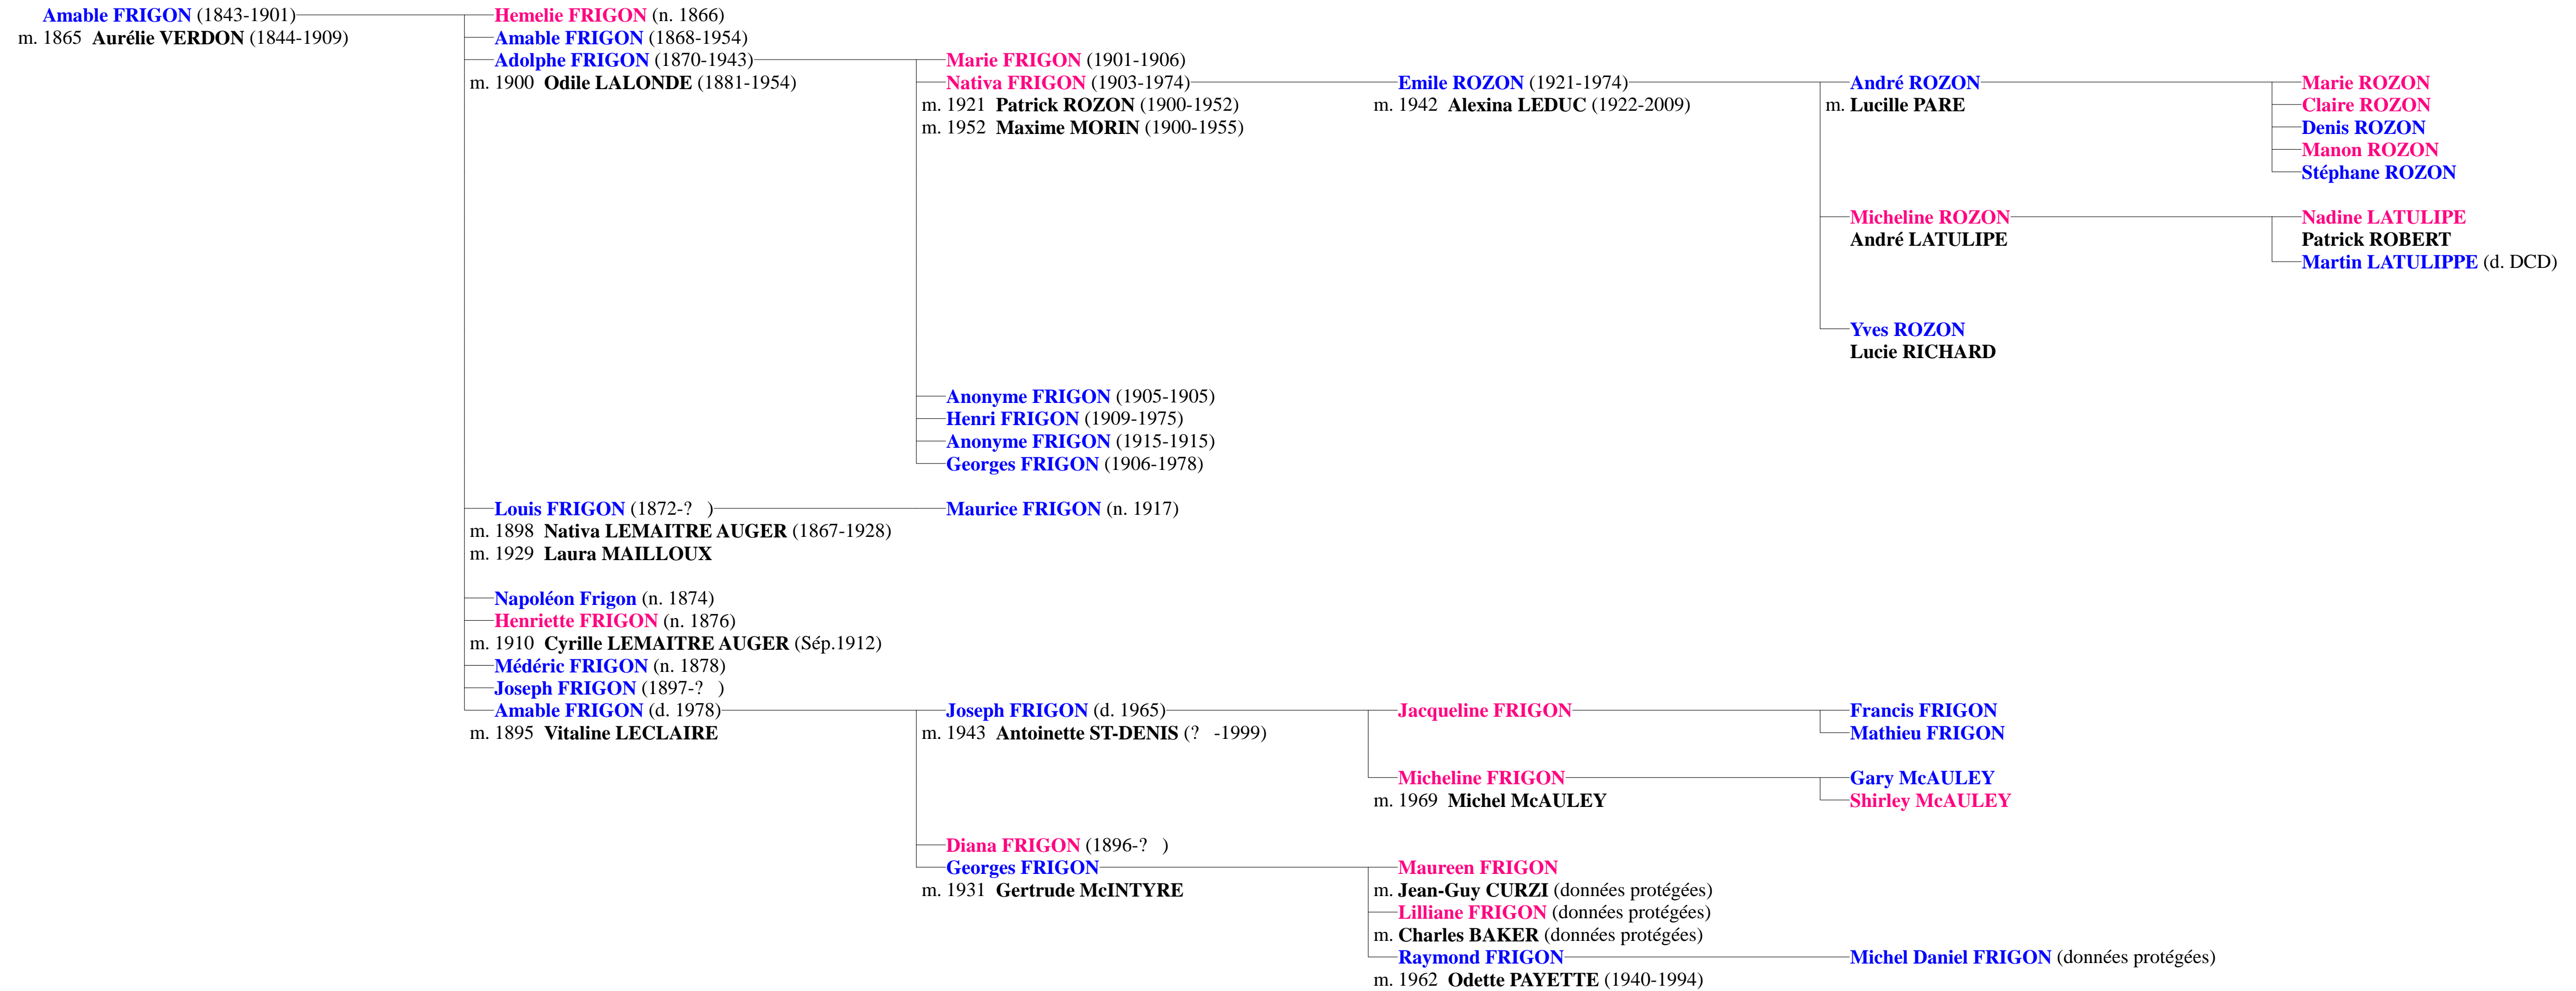 Amable FRIGON (1843-1901)
m. 1865 Aurélie VERDON (1844-1909)
Hemelie FRIGON (n. 1866)
Amable FRIGON (1868-1954)
Adolphe FRIGON (1870-1943)
m. 1900 Odile LALONDE (1881-1954)
Marie FRIGON (1901-1906)
Nativa FRIGON (1903-1974)
m. 1921 Patrick ROZON (1900-1952)
m. 1952 Maxime MORIN (1900-1955)
Emile ROZON (1921-1974)
m. 1942 Alexina LEDUC (1922-2009)
André ROZON
m. Lucille PARE
Marie ROZON
Claire ROZON
Denis ROZON
Manon ROZON
Stéphane ROZON
Micheline ROZON
André LATULIPE
Nadine LATULIPE
Patrick ROBERT
Martin LATULIPPE (d. DCD)
Yves ROZON
Lucie RICHARD
Anonyme FRIGON (1905-1905)
Henri FRIGON (1909-1975)
Anonyme FRIGON (1915-1915)
Georges FRIGON (1906-1978)
Louis FRIGON (1872-? )
m. 1898 Nativa LEMAITRE AUGER (1867-1928)
m. 1929 Laura MAILLOUX
Maurice FRIGON (n. 1917)
Napoléon Frigon (n. 1874)
Henriette FRIGON (n. 1876)
m. 1910 Cyrille LEMAITRE AUGER (Sép.1912)
Médéric FRIGON (n. 1878)
Joseph FRIGON (1897-? )
Amable FRIGON (d. 1978)
m. 1895 Vitaline LECLAIRE
Joseph FRIGON (d. 1965)
m. 1943 Antoinette ST-DENIS (? -1999)
Jacqueline FRIGON
Francis FRIGON
Mathieu FRIGON
Micheline FRIGON
m. 1969 Michel McAULEY
Gary McAULEY
Shirley McAULEY
Diana FRIGON (1896-? )
Georges FRIGON
m. 1931 Gertrude McINTYRE
Maureen FRIGON
m. Jean-Guy CURZI (données protégées)
Lilliane FRIGON (données protégées)
m. Charles BAKER (données protégées)
Raymond FRIGON
m. 1962 Odette PAYETTE (1940-1994)
Michel Daniel FRIGON (données protégées)